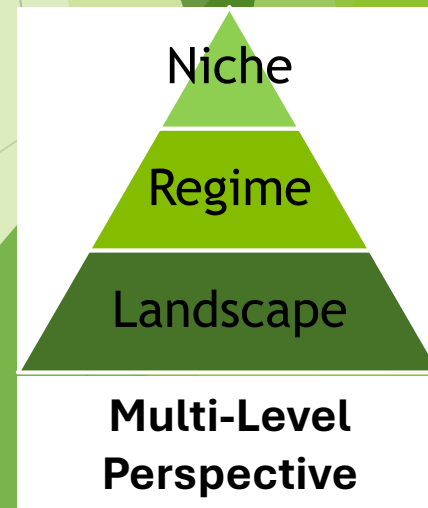 Niche
Regime
Landscape
Multi-Level
Perspective